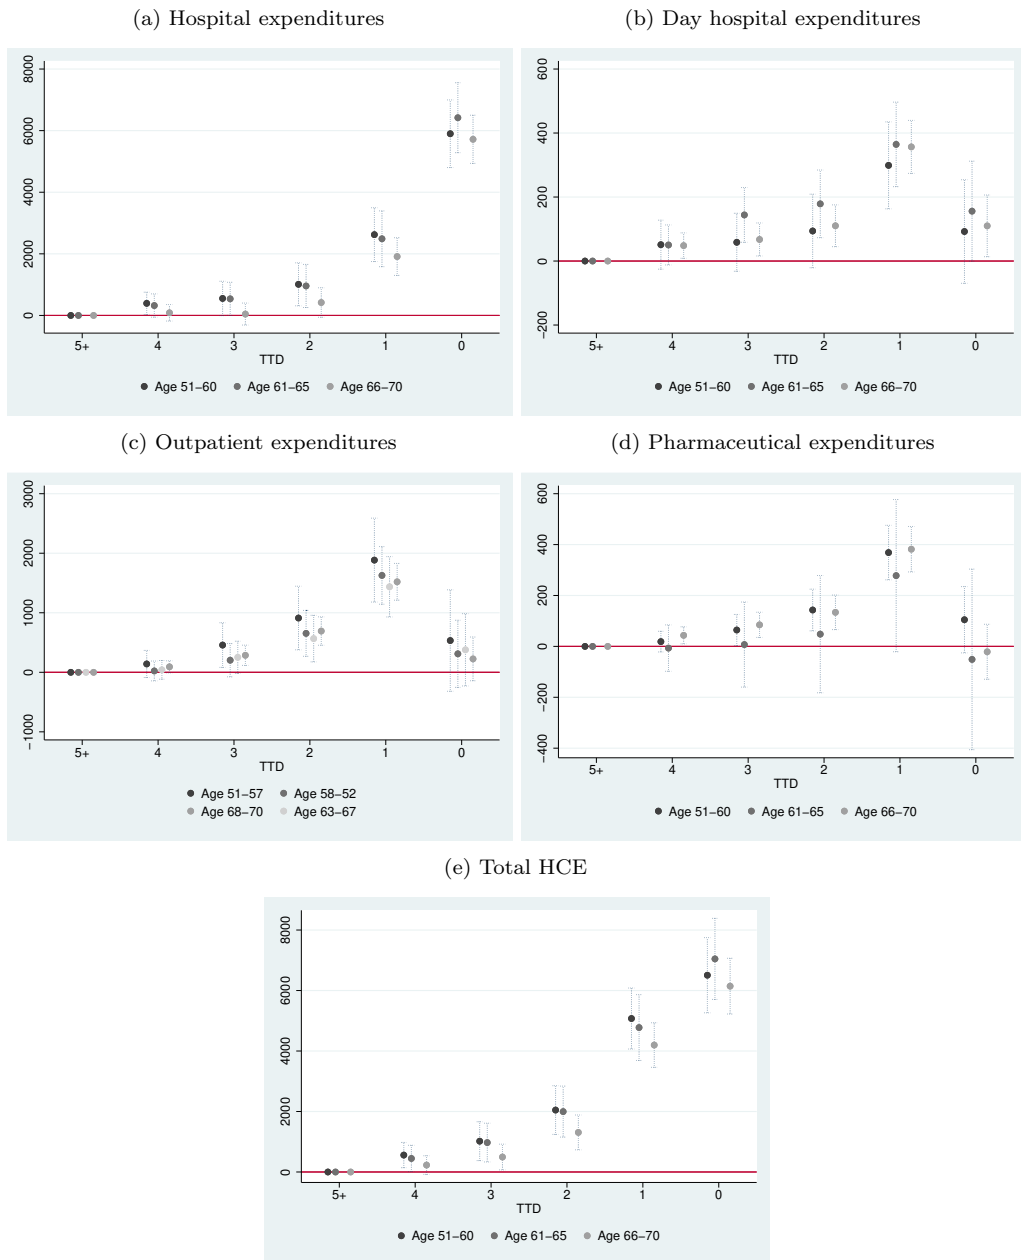 (a) Hospital expenditures
8000
6000
4000
2000
0
5+ 4 3 2 1 0
TTD
Age 51−60 Age 61−65 Age 66−70
(b) Day hospital expenditures
600
400
200
0
−200
5+ 4 3 2 1 0
TTD
Age 51−60 Age 61−65 Age 66−70
(c) Outpatient expenditures
3000
2000
1000
0
−1000
5+ 4 3 2 1 0
TTD
Age 51−57 Age 58−52
Age 68−70 Age 63−67
(d) Pharmaceutical expenditures
600
400
200
0
−200
−400
5+ 4 3 2 1 0
TTD
Age 51−60 Age 61−65 Age 66−70
(e) Total HCE
8000
6000
4000
2000
0
5+ 4 3 2 1 0
TTD
Age 51−60 Age 61−65 Age 66−70